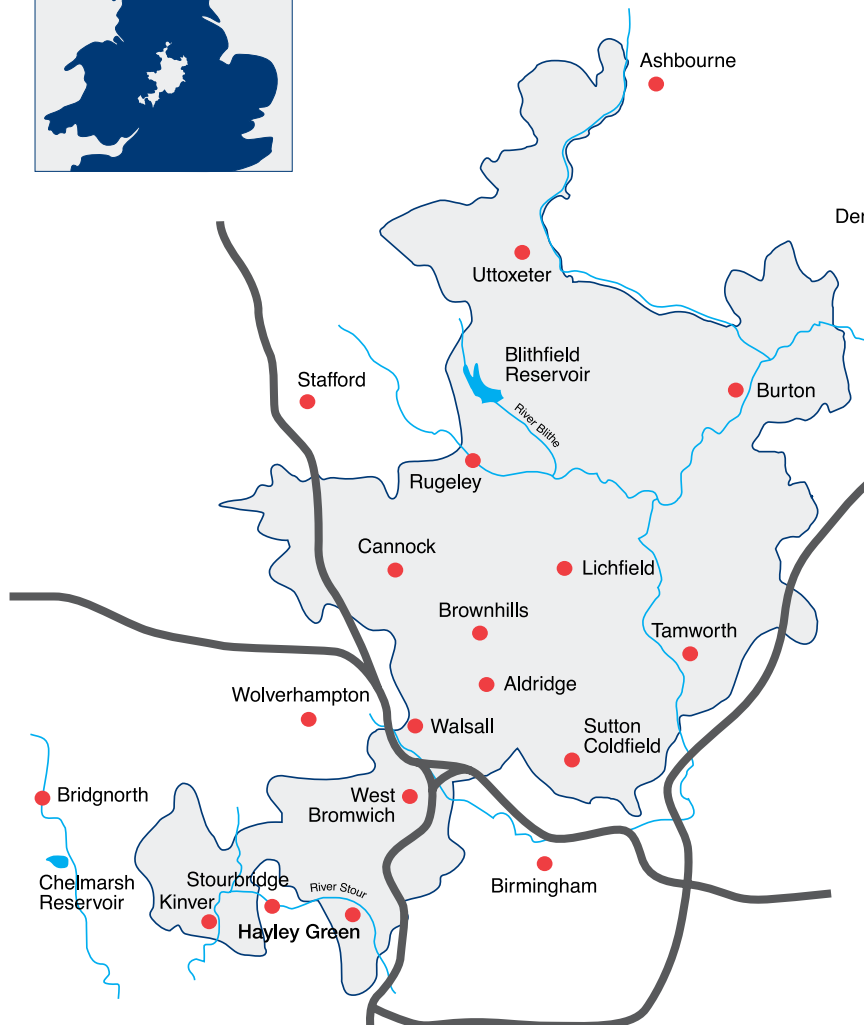 Ashbourne
Der
Uttoxeter
Blithfield
Reservoir
Stafford
Burton
River Blithe
Rugeley
Cannock
Lichfield
Brownhills
Tamworth
Aldridge
Wolverhampton
Walsall
Sutton
Coldfield
Bridgnorth
West
Bromwich
Stourbridge
River Stour
Chelmarsh
Reservoir
Kinver
Birmingham
Hayley Green